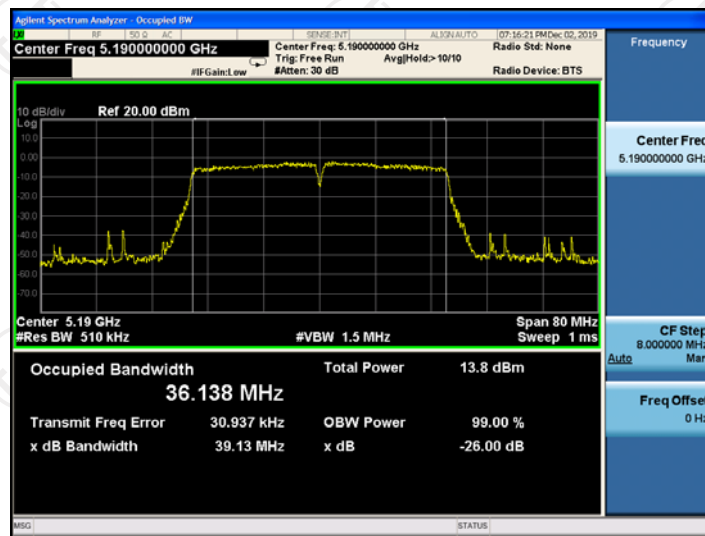 Agilent Spectrum Analyzer - Occupied BW
RF 50 Ω AC SENSE:INT ALIGN AUTO 07:16:21 PM Dec 02, 2019
Center Freq 5.190000000 GHz
Center Freq: 5.190000000 GHz
Radio Std: None
Trig: Free Run Avg|Hold:>10/10
#IFGain:Low
#Atten: 30 dB
Radio Device: BTS
10 dB/div Ref 20.00 dBm
Log
10.0
0.00
-10.0
-20.0
-30.0
-40.0
-50.0
-60.0
-70.0
Center 5.19 GHz Span 80 MHz
#Res BW 510 kHz #VBW 1.5 MHz Sweep 1 ms
Occupied Bandwidth Total Power 13.8 dBm
36.138 MHz
Transmit Freq Error 30.937 kHz OBW Power 99.00 %
x dB Bandwidth 39.13 MHz x dB -26.00 dB
MSG STATUS
Frequency
Center Freq
5.190000000 GHz
CF Step
8.000000 MHz
Auto Man
Freq Offset
0 Hz